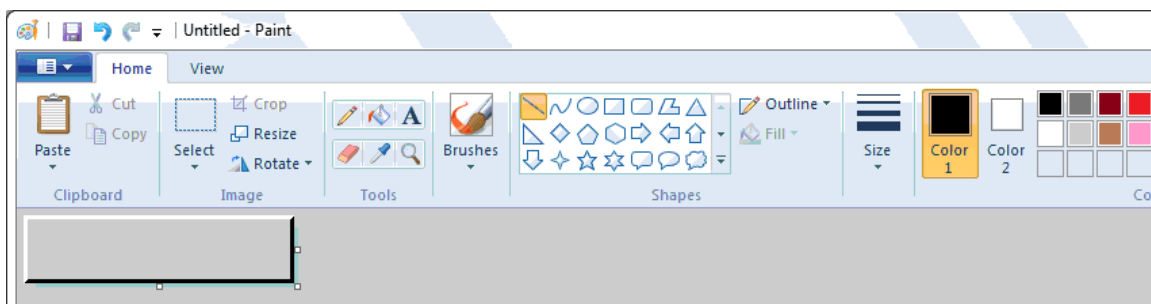 Untitled - Paint
Home View
Paste
Cut
Copy
Clipboard
Select
Crop
Resize
Rotate
Image
A
Tools
Brushes
Outline
Fill
Shapes
Size
Color 1
Color 2
Co